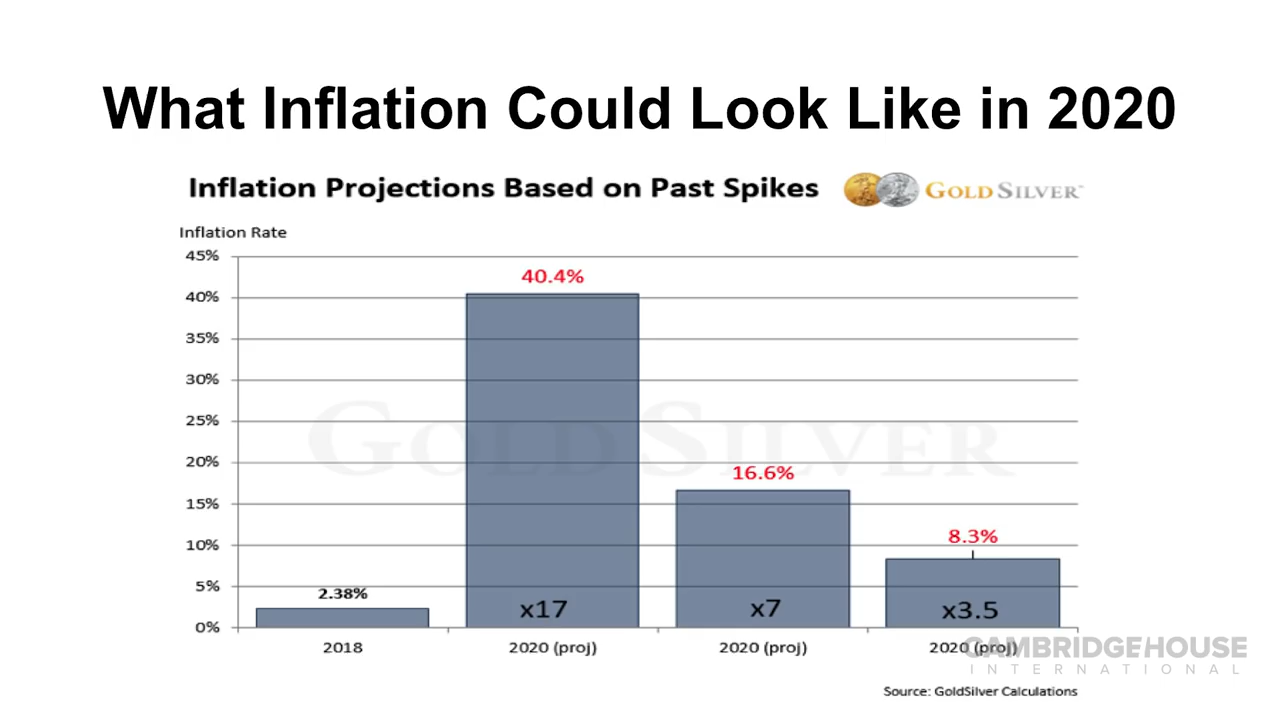 What Inflation Could Look Like in 2020
Inflation Projections Based on Past Spikes
GOLD SILVER™
Inflation Rate
45%
40%
35%
30%
25%
20%
15%
10%
5%
0%
GOLDSILVER
2.38%
40.4%
16.6%
8.3%
x17
x7
x3.5
2018
2020 (proj)
2020 (proj)
2020 (proj)
CAMBRIDGEHOUSE
INTERNATIONAL
Source: GoldSilver Calculations